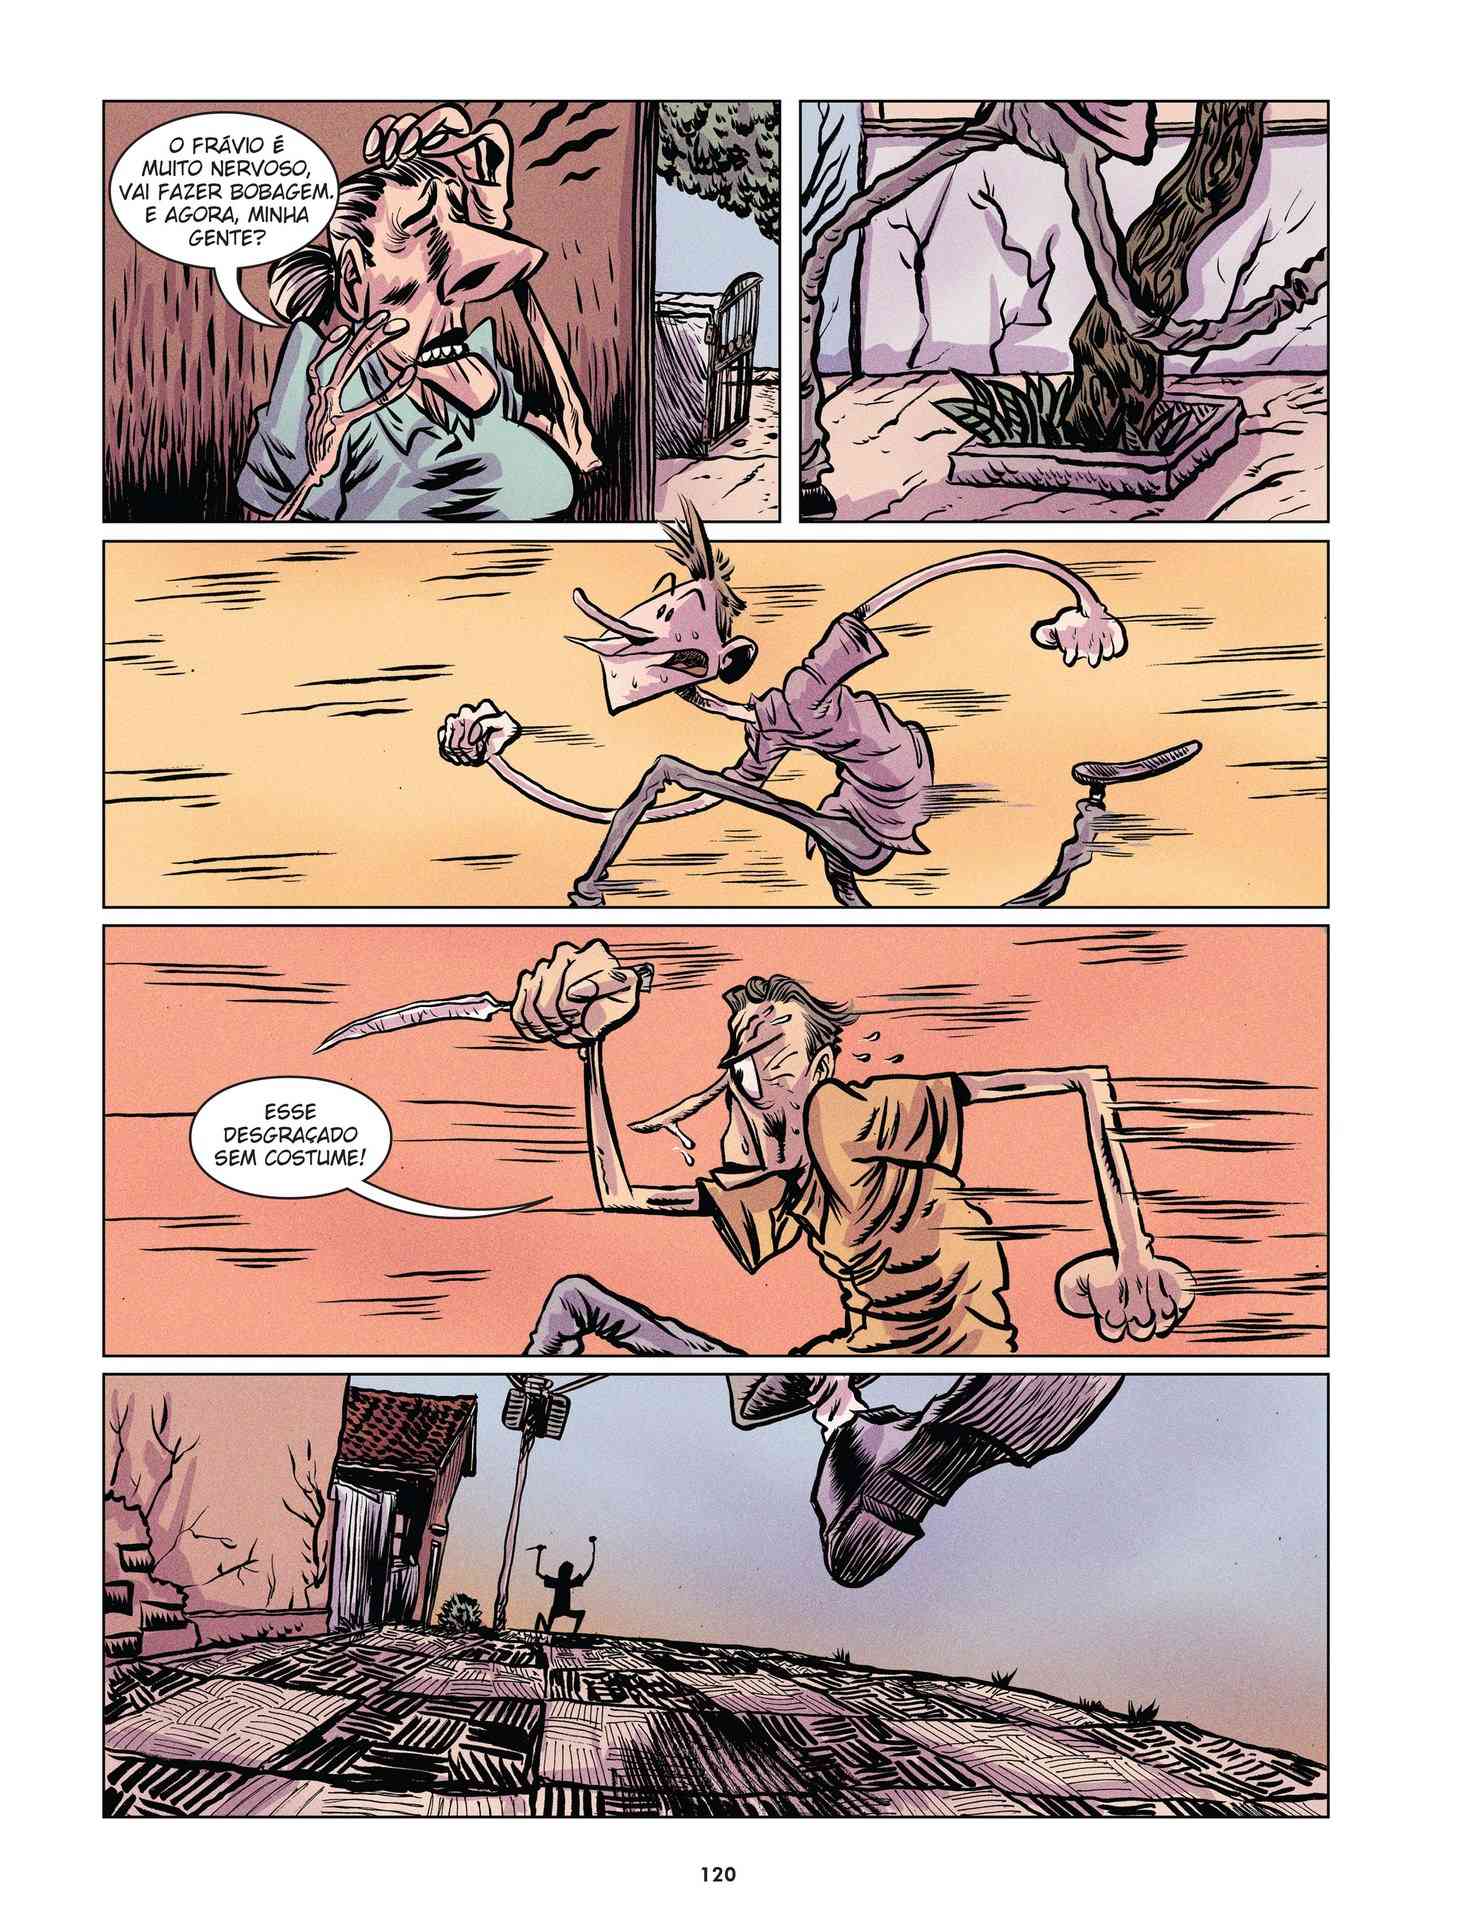 O FRÁVIO É
MUITO NERVOSO,
VAI FAZER BOBAGEM.
E AGORA, MINHA
GENTE?
ESSE
DESGRAÇADO
SEM COSTUME!
120